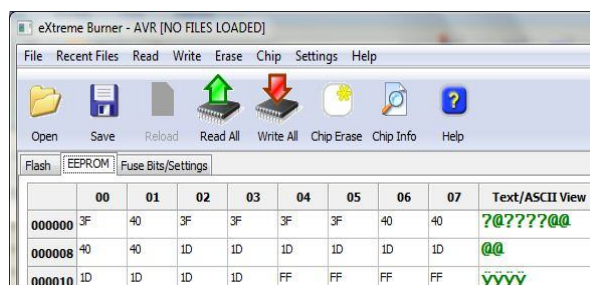 eXtreme Burner - AVR [NO FILES LOADED]
File Recent Files Read Write Erase Chip Settings Help
Open Save Reload Read All Write All Chip Erase Chip Info Help
Flash EEPROM Fuse Bits/Settings
00 01 02 03 04 05 06 07 Text/ASCII View
000000 3F 40 3F 3F 3F 3F 40 40 ?@????@@
000008 40 40 1D 1D 1D 1D 1D 1D @@
000010 1D 1D 1D 1D FF FF FF FF ÿÿÿÿ